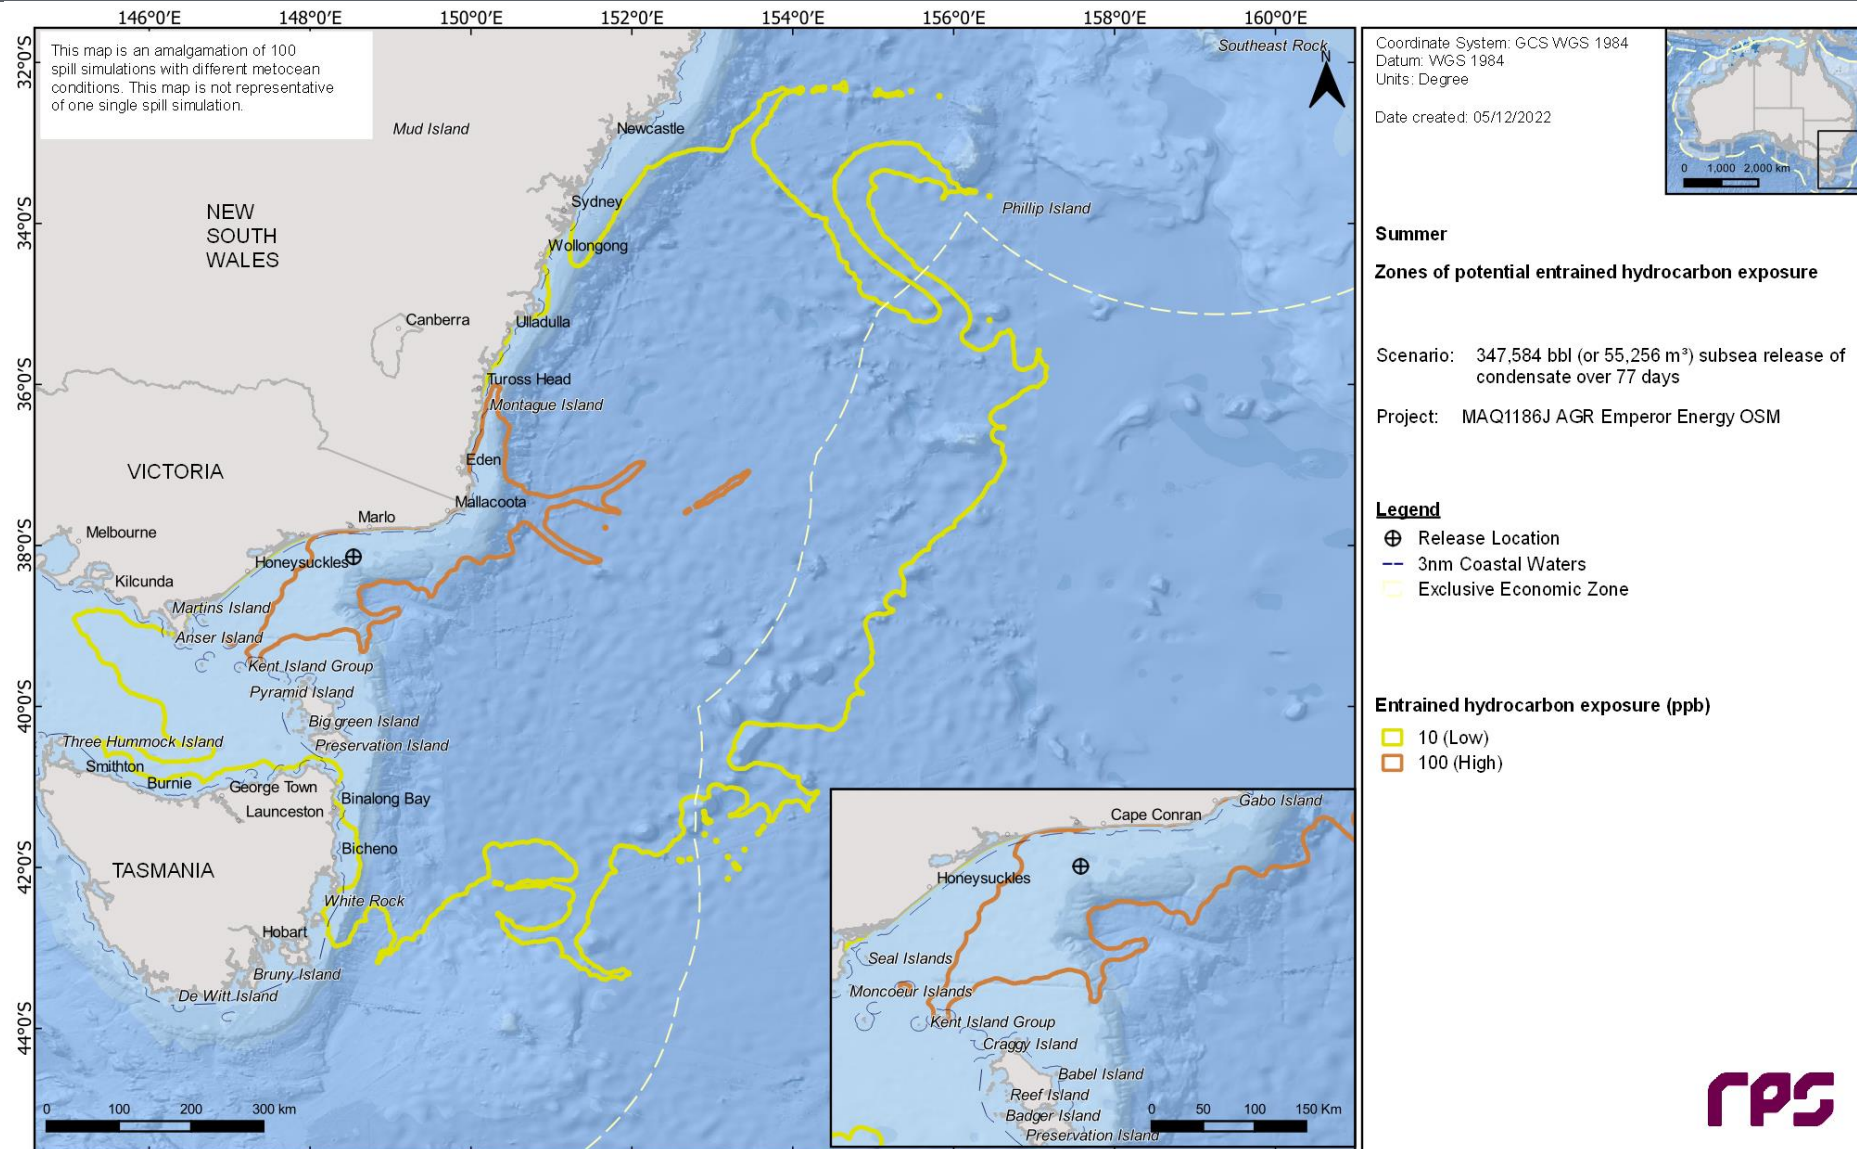 146°0'E 148°0'E 150°0'E 152°0'E 154°0'E 156°0'E 158°0'E 160°0'E
32°S
34°0'S
36°0'S
38°0'S
40°0'S
42°0'S
44°0'S
This map is an amalgamation of 100
spill simulations with different metocean
conditions. This map is not representative
of one single spill simulation.
Southeast Rock
N
Mud Island
Newcastle
Sydney
NEW
SOUTH
WALES
Phillip Island
Wollongong
Canberra
Ulladulla
Tuross Head
Montague Island
Eden
VICTORIA
Mallacoota
Marlo
Melbourne
Honeysuckles
Kilcunda
Martins Island
Anser Island
Kent Island Group
Pyramid Island
Big green Island
Three Hummock Island
Preservation Island
Smithton
Burnie
George Town
Binalong Bay
Launceston
Bicheno
TASMANIA
White Rock
Hobart
Bruny Island
De Witt Island
0 100 200 300 km
Gabo Island
Cape Conran
Honeysuckles
Seal Islands
Moncoeur Islands
Kent Island Group
Craggy Island
Babel Island
Reef Island
Badger Island
Preservation Island
0 50 100 150 Km
Coordinate System: GCS WGS 1984
Datum: WGS 1984
Units: Degree
Date created: 05/12/2022
0 1,000 2,000 km
Summer
Zones of potential entrained hydrocarbon exposure
Scenario: 347,584 bbl (or 55,256 m³) subsea release of
condensate over 77 days
Project: MAQ1186J AGR Emperor Energy OSM
Legend
Release Location
3nm Coastal Waters
Exclusive Economic Zone
Entrained hydrocarbon exposure (ppb)
10 (Low)
100 (High)
rps